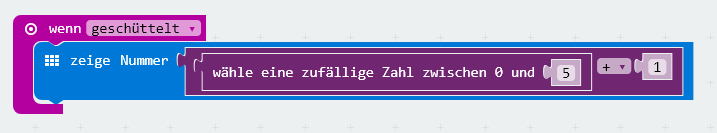 wenn geschüttelt
zeige Nummer wähle eine zufällige Zahl zwischen 0 und 5 + 1